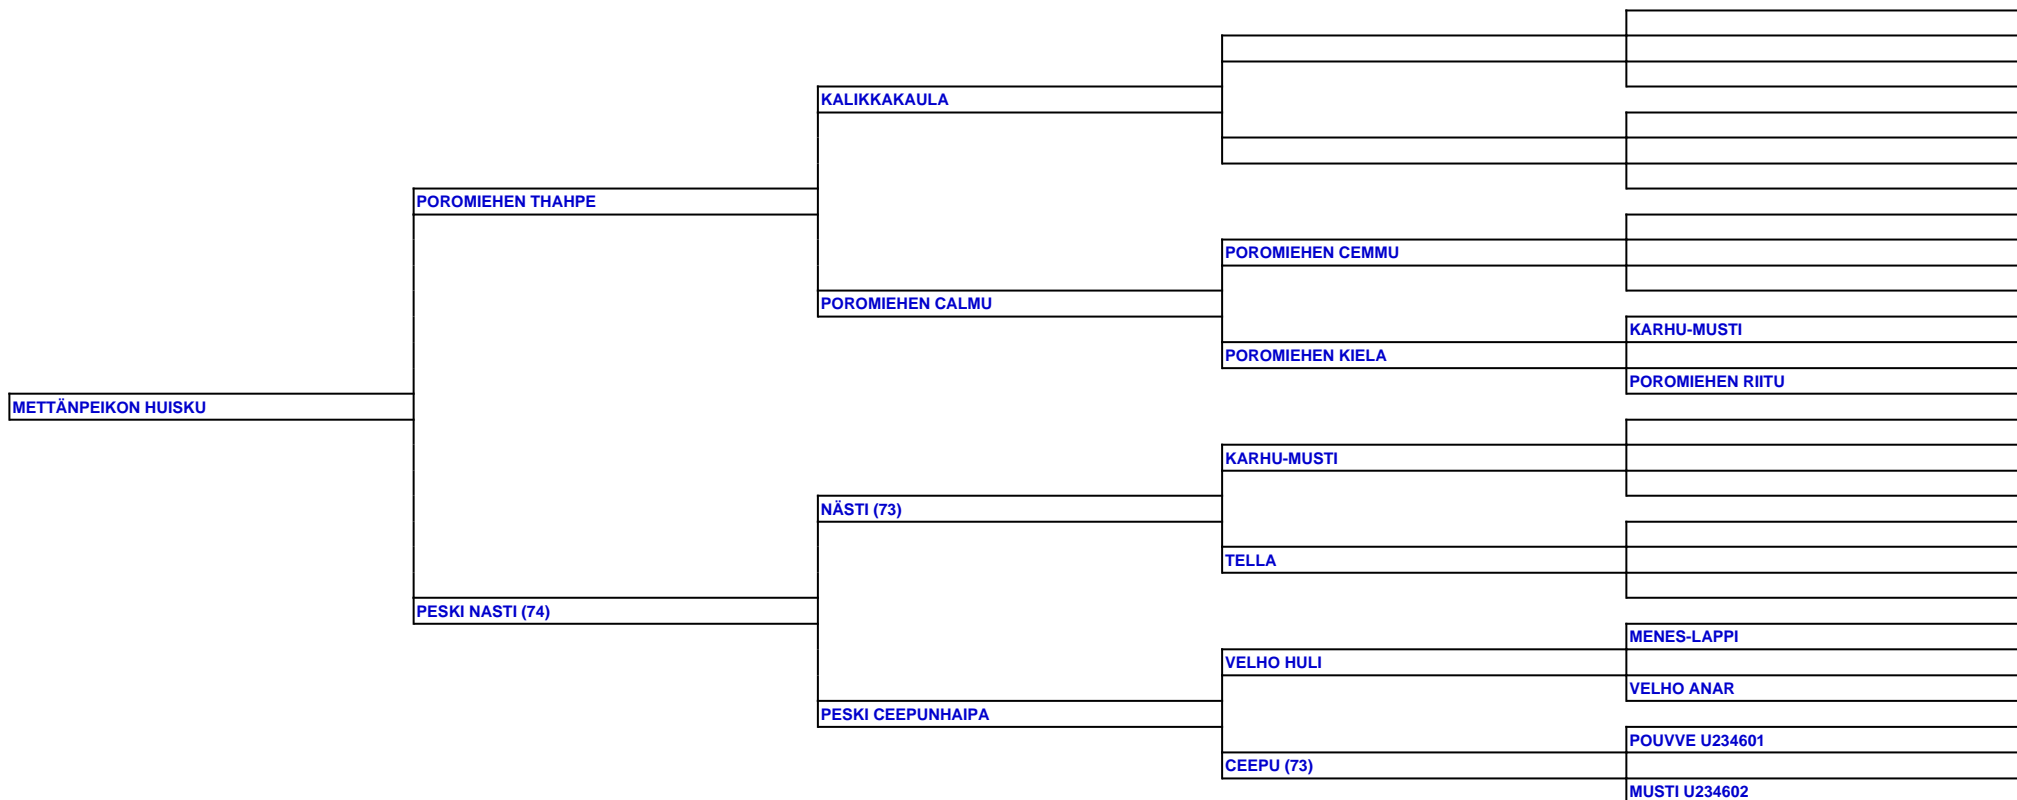 KALIKKAKAULA
POROMIEHEN THAHPE
POROMIEHEN CEMMU
POROMIEHEN CALMU
KARHU-MUSTI
POROMIEHEN KIELA
POROMIEHEN RIITU
METTÄNPEIKON HUISKU
KARHU-MUSTI
NÄSTI (73)
TELLA
PESKI NASTI (74)
MENES-LAPPI
VELHO HULI
VELHO ANAR
PESKI CEEPUNHAIPA
POUVVE U234601
CEEPU (73)
MUSTI U234602